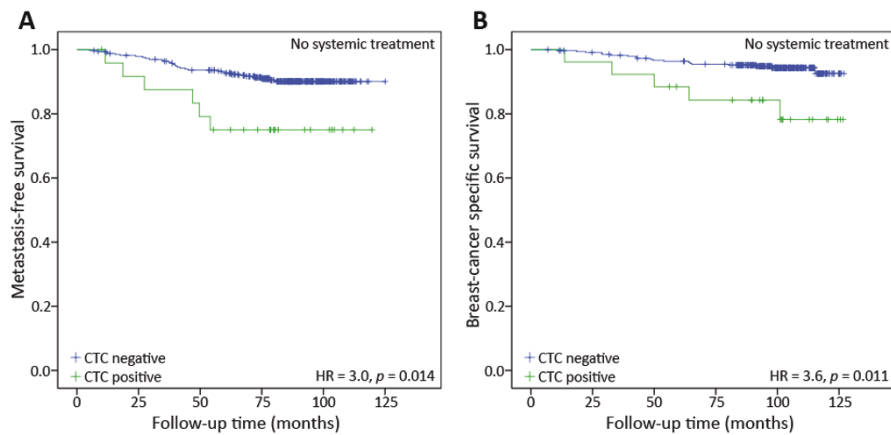 A
No systemic treatment
Metastasis-free survival
1.0
0.8
0.6
0.4
0.2
0.0
CTC negative
CTC positive
HR = 3.0, p = 0.014
0 25 50 75 100 125
Follow-up time (months)
B
No systemic treatment
Breast-cancer specific survival
1.0
0.8
0.6
0.4
0.2
0.0
CTC negative
CTC positive
HR = 3.6, p = 0.011
0 25 50 75 100 125
Follow-up time (months)